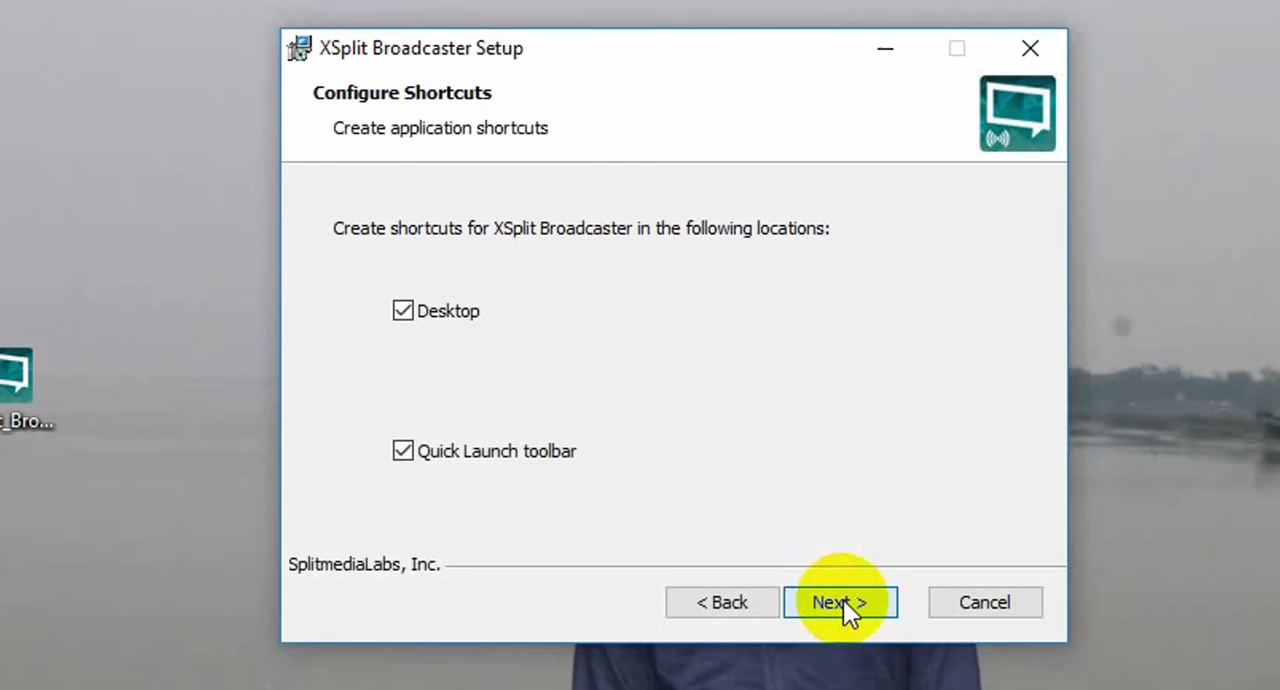 XSplit Broadcaster Setup
Configure Shortcuts
Create application shortcuts
Create shortcuts for XSplit Broadcaster in the following locations:
Desktop
t_Bro...
Quick Launch toolbar
SplitmediaLabs, Inc.
< Back
Next >
Cancel